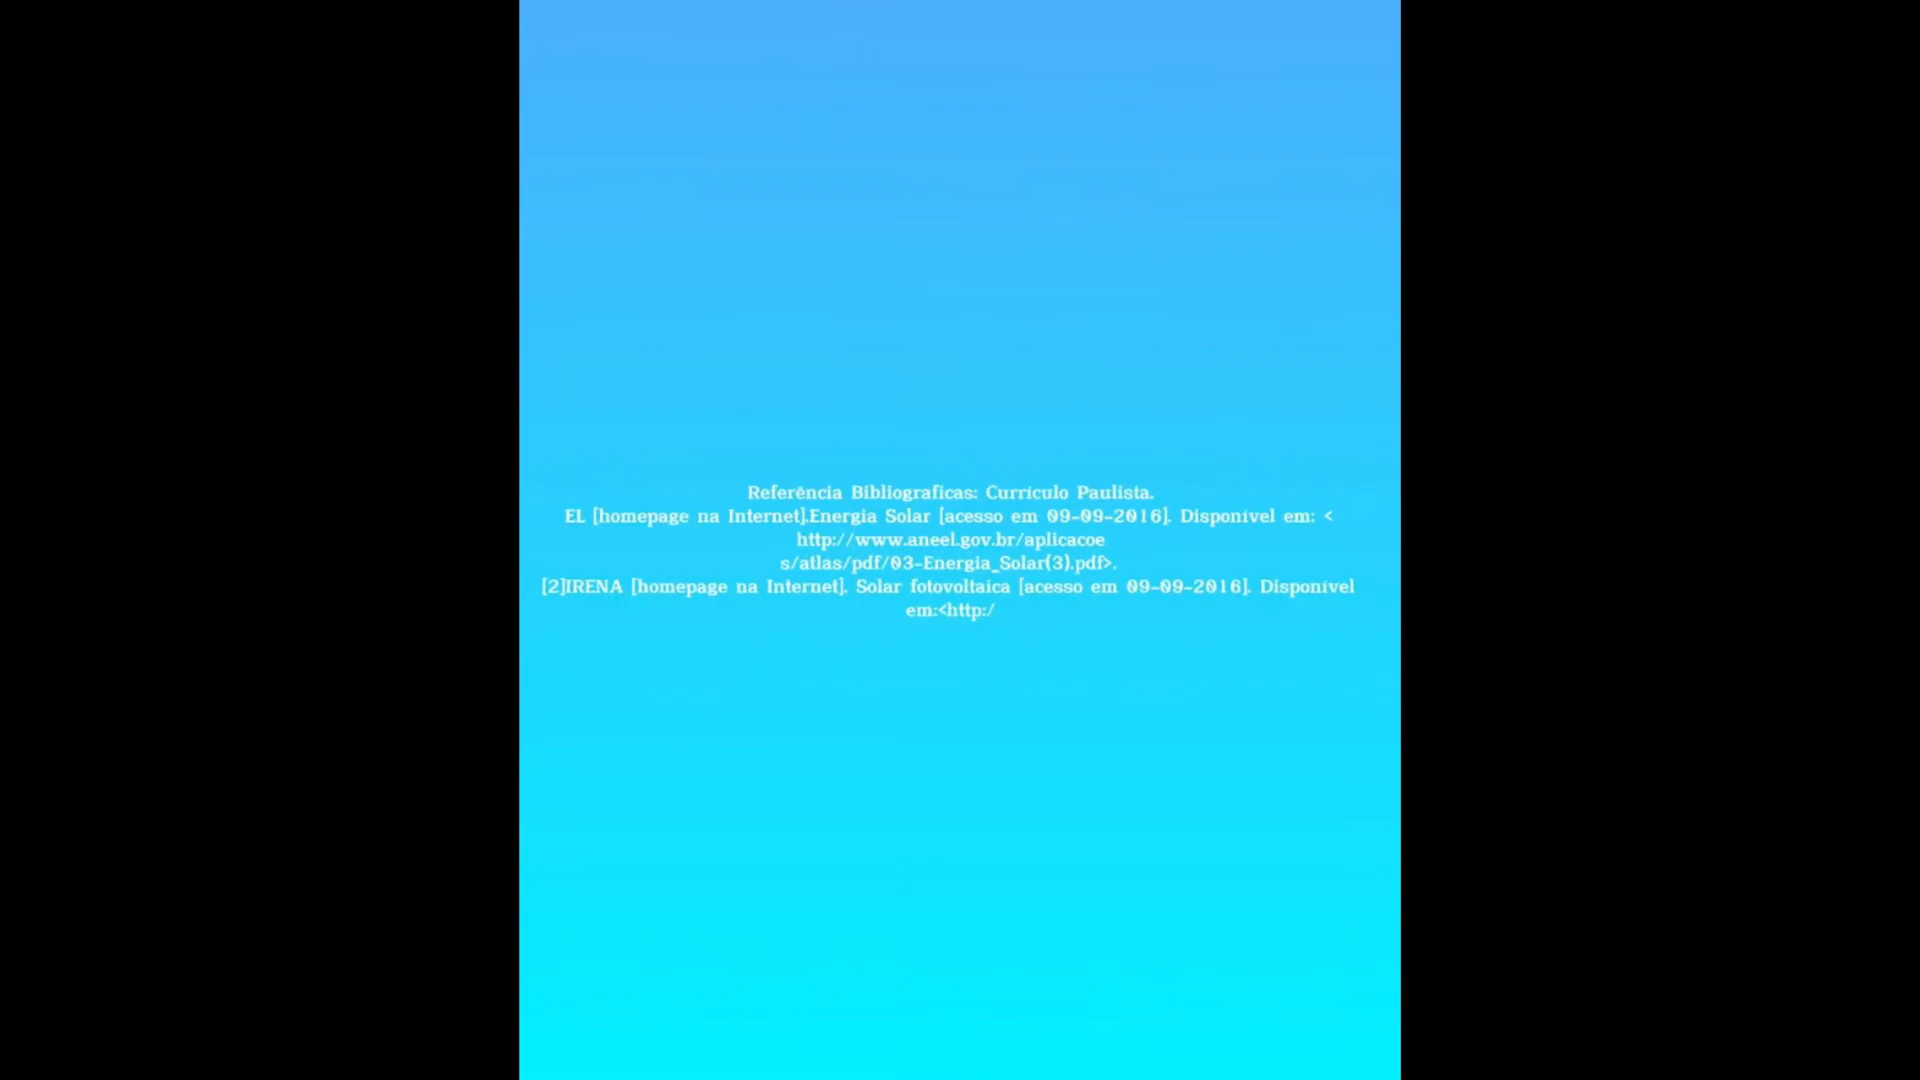 Referência Bibliograficas: Currículo Paulista.
EL [homepage na Internet].Energia Solar [acesso em 09-09-2016]. Disponível em: <
http://www.aneel.gov.br/aplicacoe
s/atlas/pdf/03-Energia_Solar(3).pdf>.
[2]IRENA [homepage na Internet]. Solar fotovoltaica [acesso em 09-09-2016]. Disponível
em:<http:/